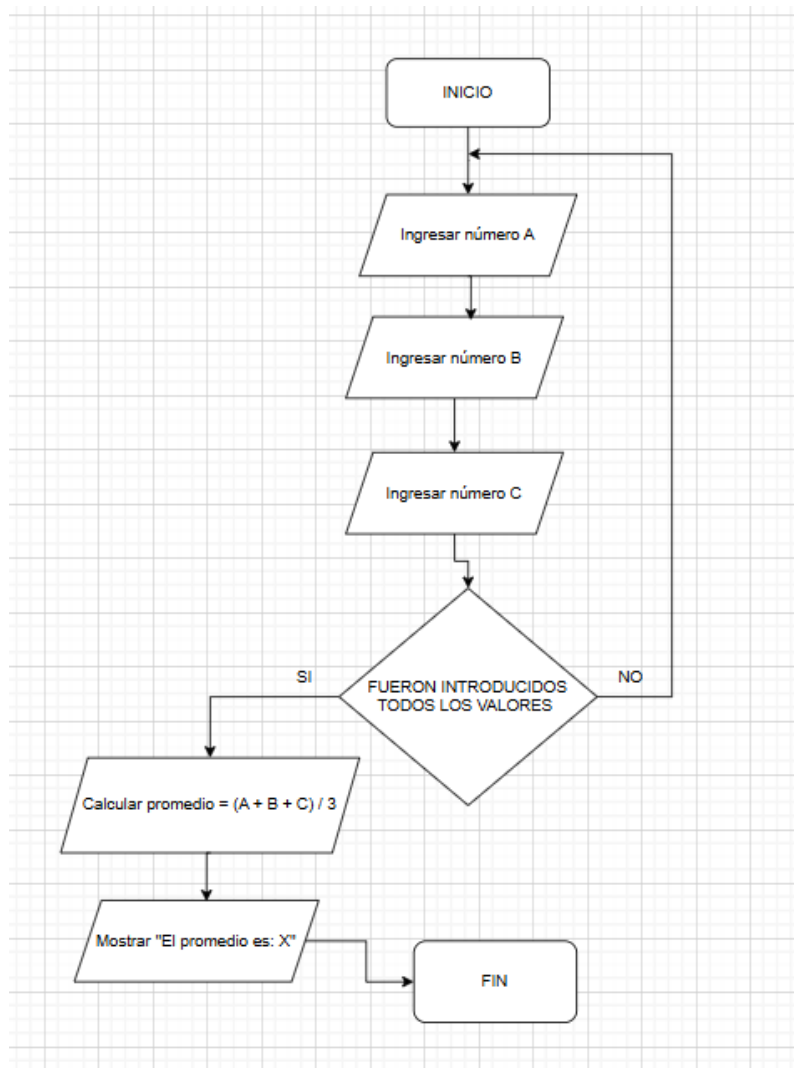 INICIO
Ingresar número A
Ingresar número B
Ingresar número C
FUERON INTRODUCIDOS
TODOS LOS VALORES
SI
NO
Calcular promedio = (A + B + C) / 3
Mostrar "El promedio es: X"
FIN